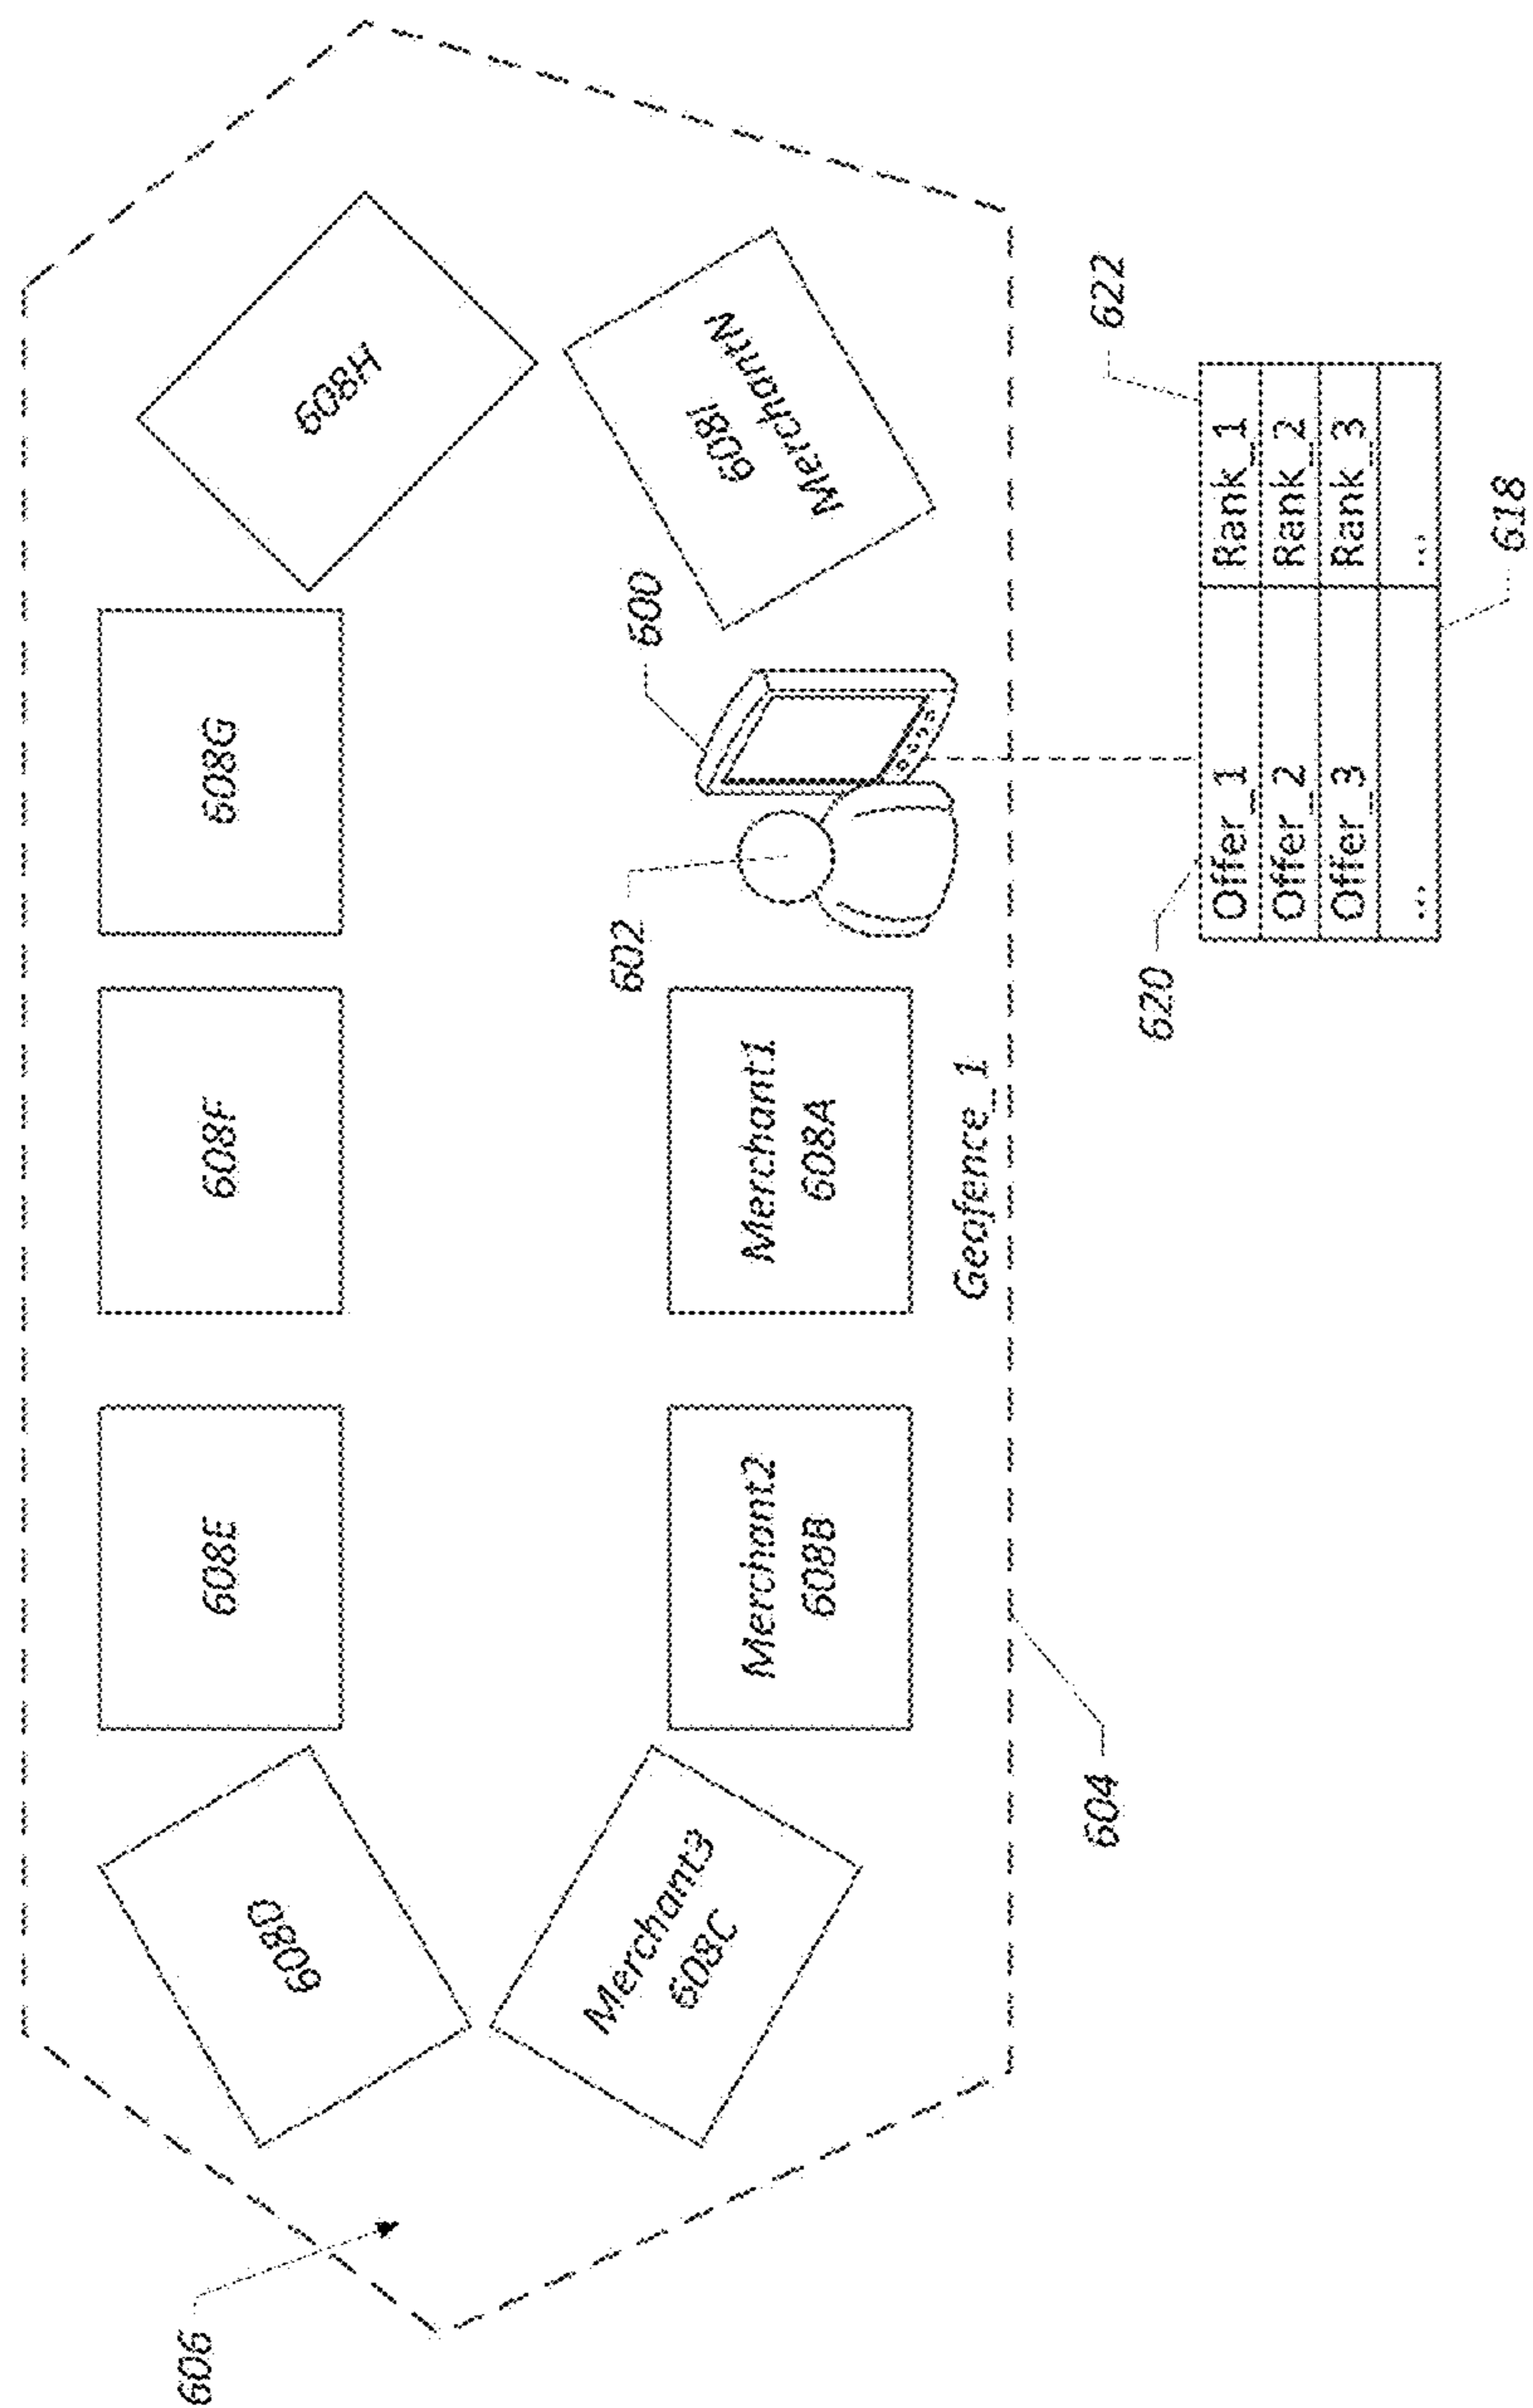 606
608D
608E
608F
608G
608H
Merchant3
608C
Merchant2
608B
Merchant1
608A
602
600
608I
MerchantN
Geofence_1
604
620
622
Offer_1 Rank_1
Offer_2 Rank_2
Offer_3 Rank_3
... ...
618